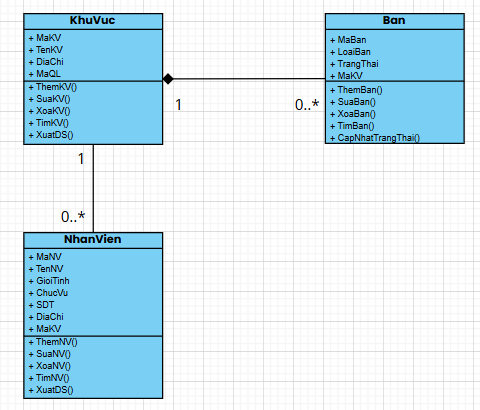 KhuVuc
+ MaKV
+ TenKV
+ DiaChi
+ MaQL
+ ThemKV()
+ SuaKV()
+ XoaKV()
+ TimKV()
+ XuatDS()
1
0..*
Ban
+ MaBan
+ LoaiBan
+ TrangThai
+ MaKV
+ ThemBan()
+ SuaBan()
+ XoaBan()
+ TimBan()
+ CapNhatTrangThai()
1
0..*
NhanVien
+ MaNV
+ TenNV
+ GioiTinh
+ ChucVu
+ SDT
+ DiaChi
+ MaKV
+ ThemNV()
+ SuaNV()
+ XoaNV()
+ TimNV()
+ XuatDS()